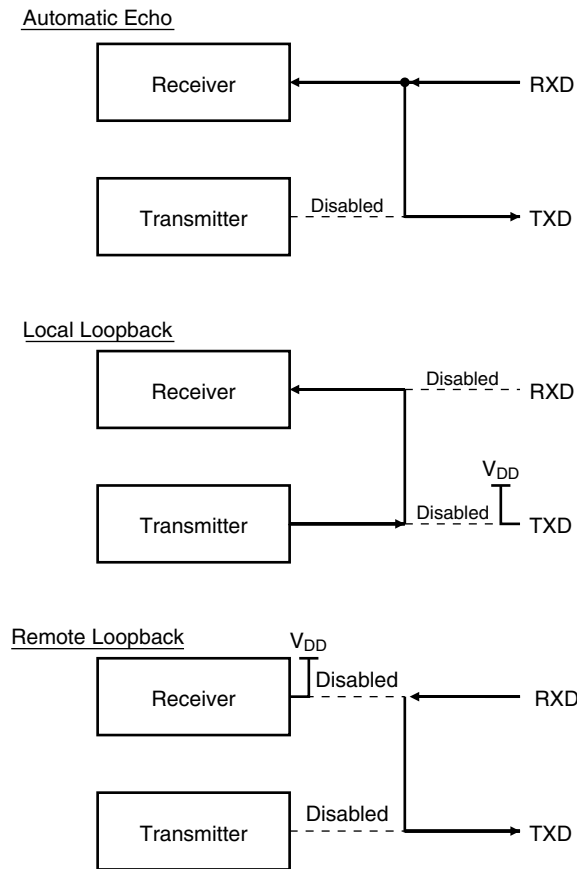 Automatic Echo
Receiver
RXD
Transmitter
Disabled
TXD
Local Loopback
Receiver
Disabled
RXD
VDD
Transmitter
Disabled
TXD
Remote Loopback
VDD
Receiver
Disabled
RXD
Transmitter
Disabled
TXD